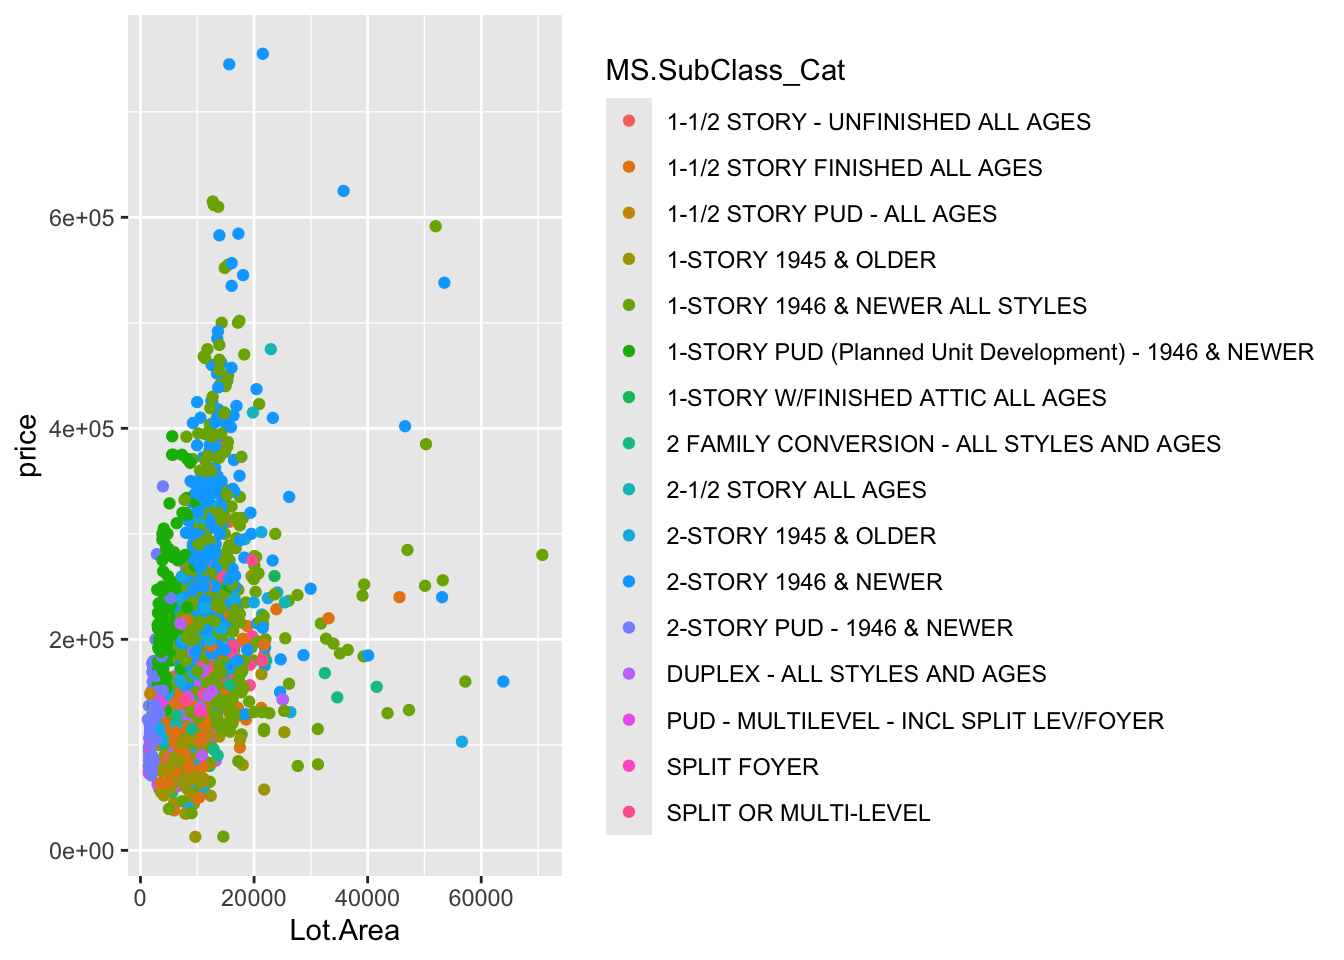 MS.SubClass_Cat
1-1/2 STORY - UNFINISHED ALL AGES
1-1/2 STORY FINISHED ALL AGES
1-1/2 STORY PUD - ALL AGES
1-STORY 1945 & OLDER
1-STORY 1946 & NEWER ALL STYLES
1-STORY PUD (Planned Unit Development) - 1946 & NEWER
1-STORY W/FINISHED ATTIC ALL AGES
2 FAMILY CONVERSION - ALL STYLES AND AGES
2-1/2 STORY ALL AGES
2-STORY 1945 & OLDER
2-STORY 1946 & NEWER
2-STORY PUD - 1946 & NEWER
DUPLEX - ALL STYLES AND AGES
PUD - MULTILEVEL - INCL SPLIT LEV/FOYER
SPLIT FOYER
SPLIT OR MULTI-LEVEL
price
6e+05
4e+05
2e+05
0e+00
0 20000 40000 60000
Lot.Area